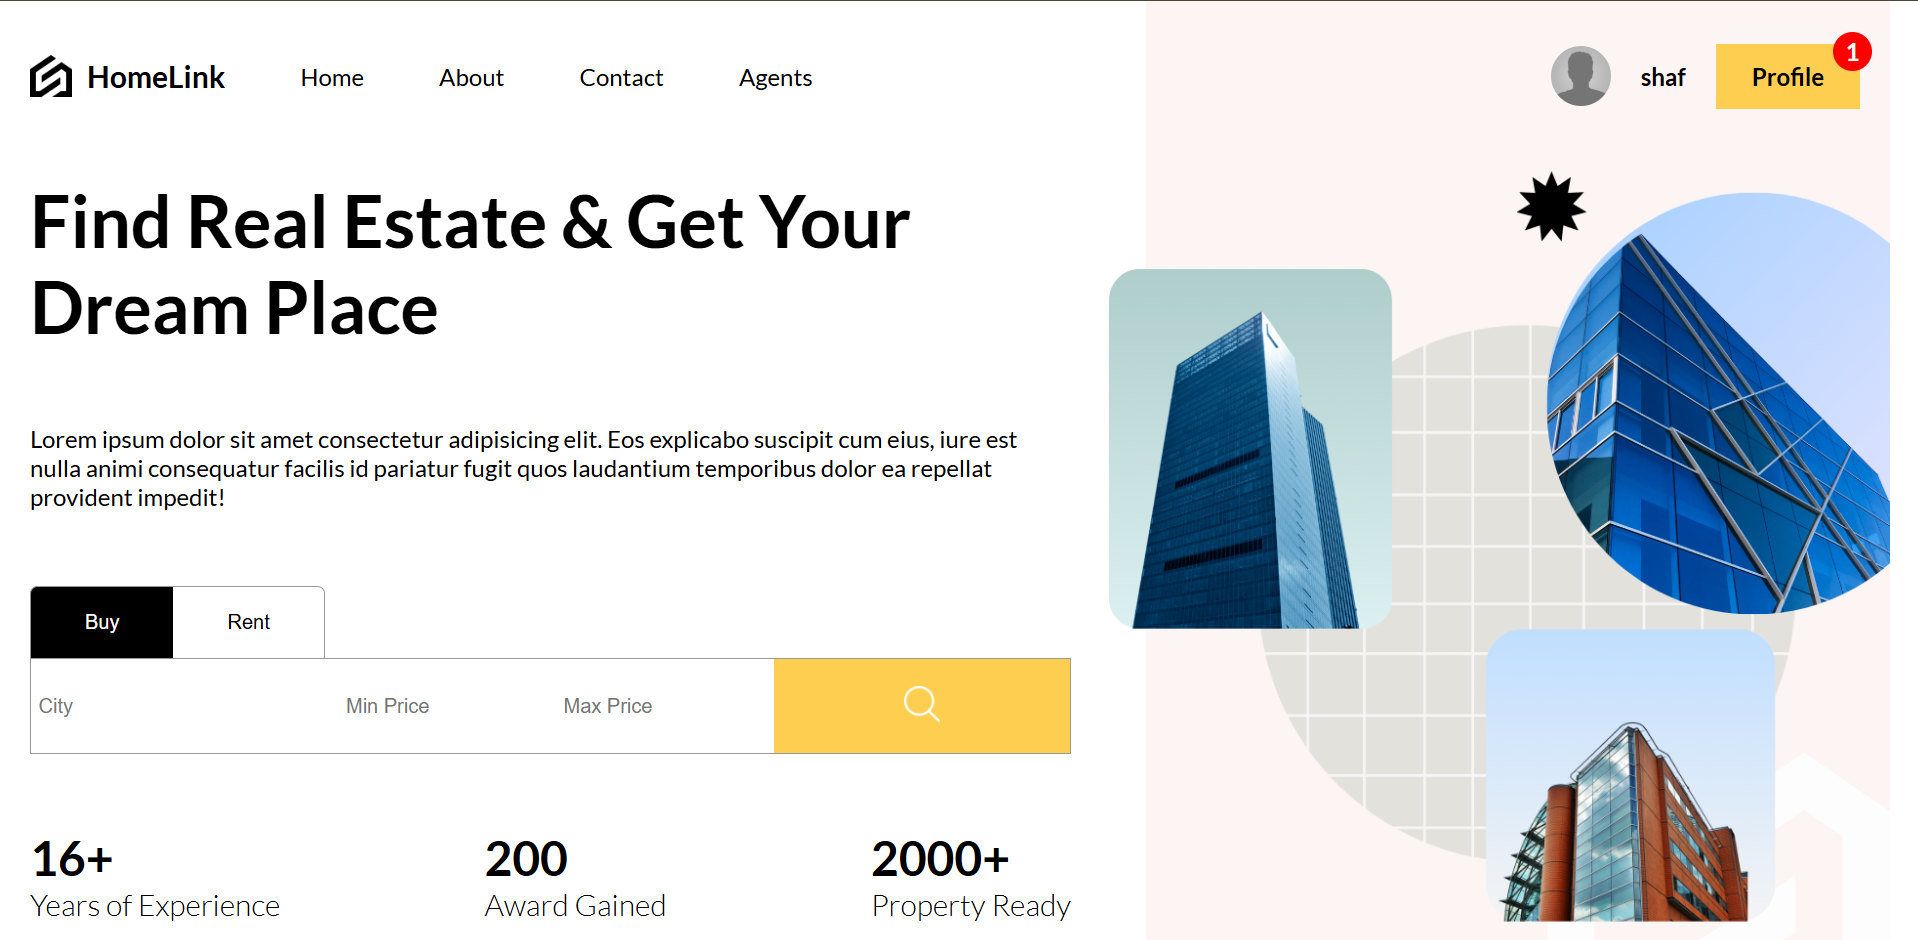 HomeLink
Home
About
Contact
Agents
shaf
Profile
1
Find Real Estate & Get Your
Dream Place
Lorem ipsum dolor sit amet consectetur adipisicing elit. Eos explicabo suscipit cum eius, iure est
nulla animi consequatur facilis id pariatur fugit quos laudantium temporibus dolor ea repellat
provident impedit!
Buy
Rent
City
Min Price
Max Price
16+
Years of Experience
200
Award Gained
2000+
Property Ready